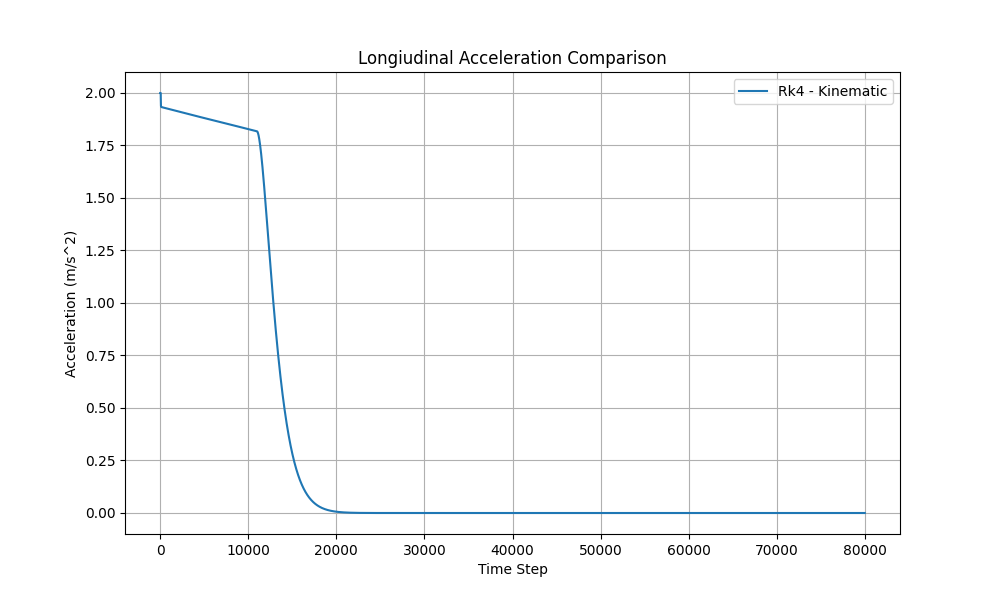 Longiudinal Acceleration Comparison
Rk4 - Kinematic
2.00
1.75
1.50
1.25
1.00
0.75
0.50
0.25
0.00
Acceleration (m/s^2)
0 10000 20000 30000 40000 50000 60000 70000 80000
Time Step